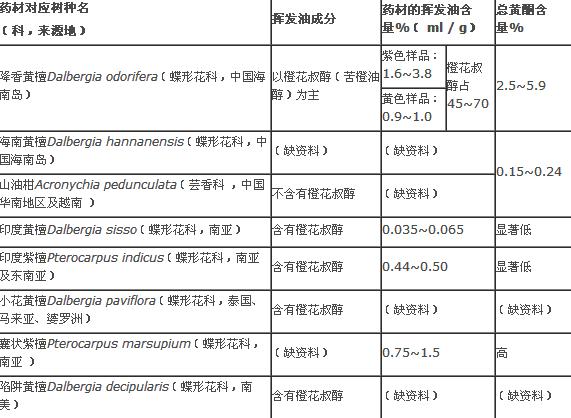 药材对应树种名
（科，来源地）
挥发油成分
药材的挥发油含
量%（ ml / g）
总黄酮含
量%
降香黄檀Dalbergia odorifera（蝶形花科，中国海
南岛）
以橙花叔醇（苦橙油
醇）为主
紫色样品：
1.6~3.8
黄色样品：
0.9~1.0
橙花叔
醇占
45~70
2.5~5.9
海南黄檀Dalbergia hannanensis（蝶形花科，中
国海南岛）
（缺资料）
（缺资料）
0.15~0.24
山油柑Acronychia pedunculata（芸香科 ，中国
华南地区及越南 ）
不含有橙花叔醇
（缺资料）
印度黄檀Dalbergia sisso（蝶形花科，南亚）
含有橙花叔醇
0.035~0.065
显著低
印度紫檀Pterocarpus indicus（蝶形花科，南亚
及东南亚）
含有橙花叔醇
0.44~0.50
显著低
小花黄檀Dalbergia paviflora（蝶形花科，泰国、
马来亚、婆罗洲）
含有橙花叔醇
（缺资料）
（缺资料）
囊状紫檀Pterocarpus marsupium（蝶形花科，
南亚 ）
（缺资料）
0.75~1.5
高
陷阱黄檀Dalbergia decipularis（蝶形花科，南
美）
含有橙花叔醇
（缺资料）
（缺资料）